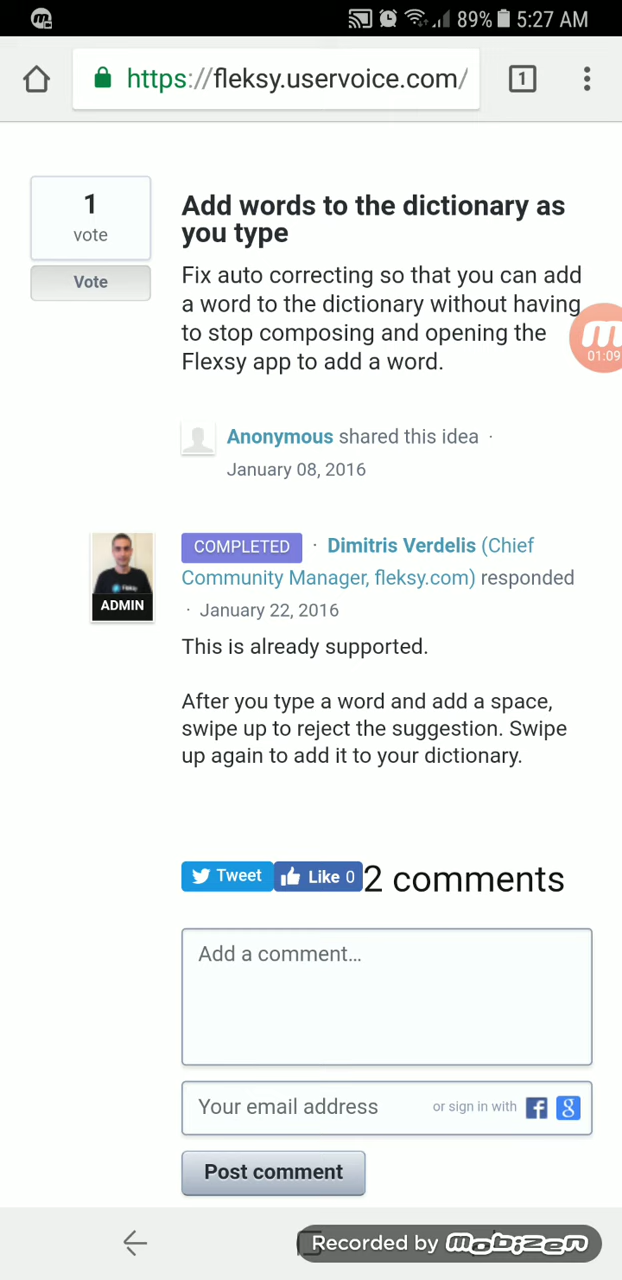 89% 5:27 AM
https://fleksy.uservoice.com/
1
1
vote
Vote
Add words to the dictionary as
you type
Fix auto correcting so that you can add
a word to the dictionary without having
to stop composing and opening the
Flexsy app to add a word.
01:09
Anonymous shared this idea ·
January 08, 2016
ADMIN
COMPLETED · Dimitris Verdelis (Chief
Community Manager, fleksy.com) responded
· January 22, 2016
This is already supported.
After you type a word and add a space,
swipe up to reject the suggestion. Swipe
up again to add it to your dictionary.
Tweet Like 0 2 comments
Add a comment…
Your email address or sign in with
Post comment
Recorded by mobizen